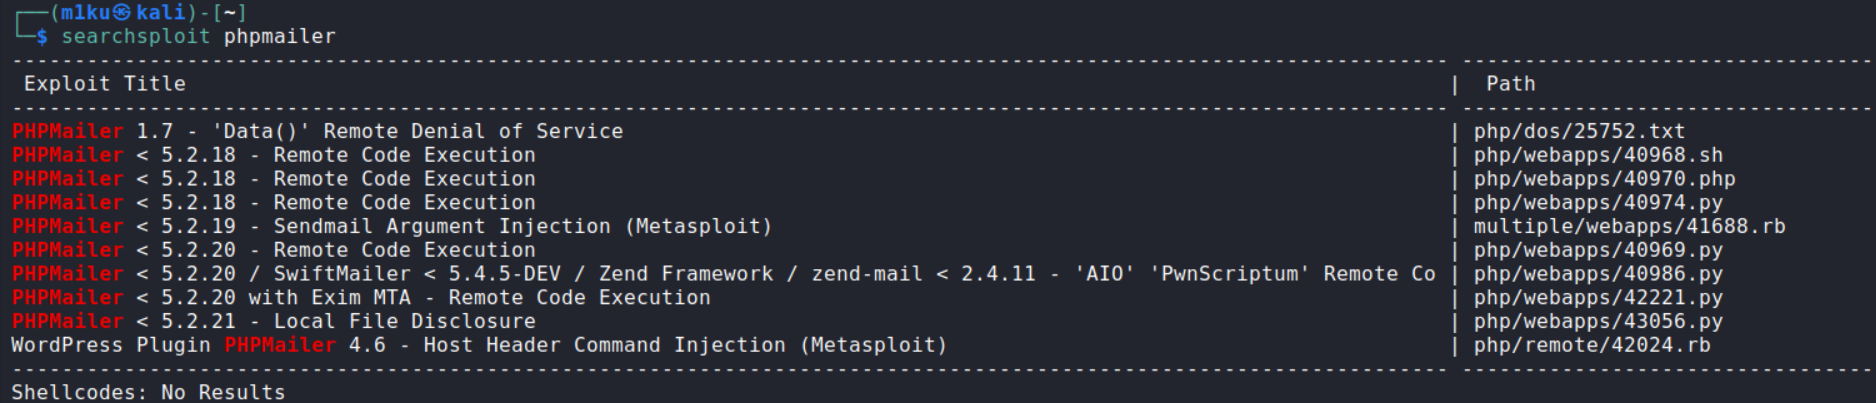 (m1ku㉿kali)-[~]
$ searchsploit phpmailer
Exploit Title | Path
PHPMailer 1.7 - 'Data()' Remote Denial of Service | php/dos/25752.txt
PHPMailer < 5.2.18 - Remote Code Execution | php/webapps/40968.sh
PHPMailer < 5.2.18 - Remote Code Execution | php/webapps/40970.php
PHPMailer < 5.2.18 - Remote Code Execution | php/webapps/40974.py
PHPMailer < 5.2.19 - Sendmail Argument Injection (Metasploit) | multiple/webapps/41688.rb
PHPMailer < 5.2.20 - Remote Code Execution | php/webapps/40969.py
PHPMailer < 5.2.20 / SwiftMailer < 5.4.5-DEV / Zend Framework / zend-mail < 2.4.11 - 'AIO' 'PwnScriptum' Remote Co | php/webapps/40986.py
PHPMailer < 5.2.20 with Exim MTA - Remote Code Execution | php/webapps/42221.py
PHPMailer < 5.2.21 - Local File Disclosure | php/webapps/43056.py
WordPress Plugin PHPMailer 4.6 - Host Header Command Injection (Metasploit) | php/remote/42024.rb
Shellcodes: No Results